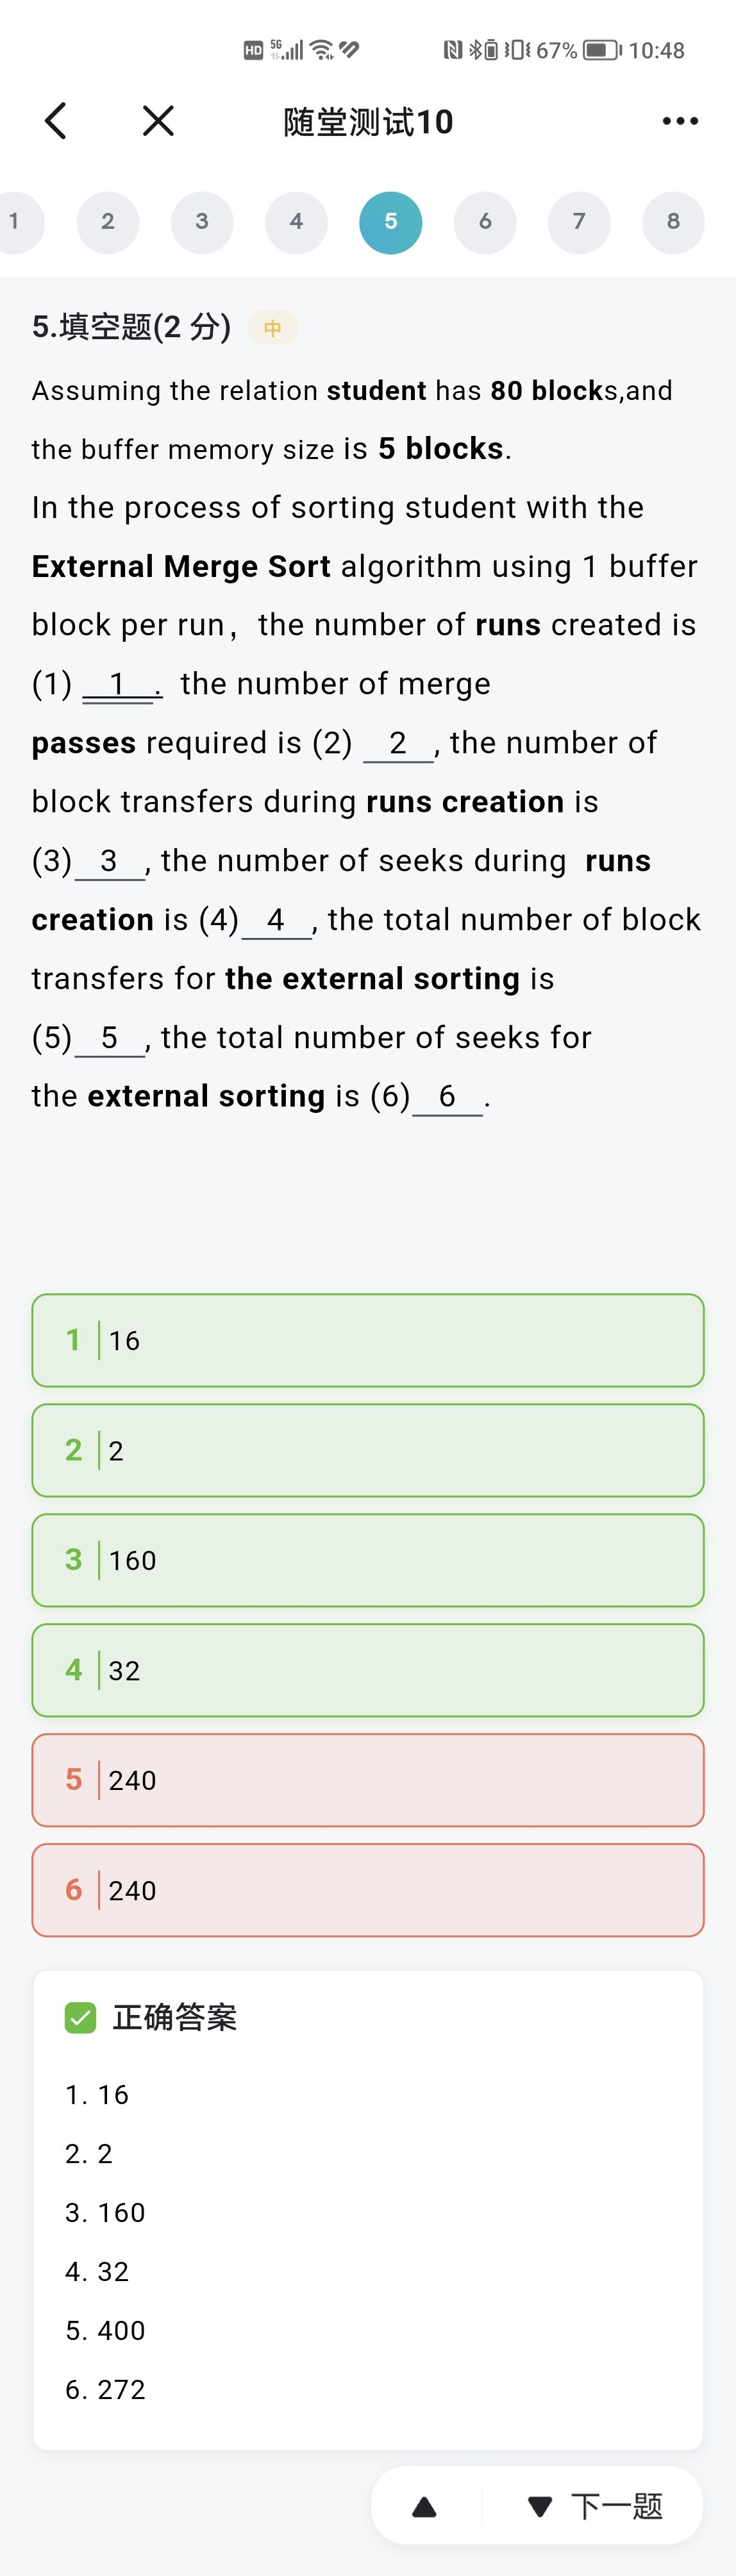 HD 5G 67% 10:48
随堂测试10
1 2 3 4 5 6 7 8
5.填空题(2 分) 中
Assuming the relation student has 80 blocks,and
the buffer memory size is 5 blocks.
In the process of sorting student with the
External Merge Sort algorithm using 1 buffer
block per run，the number of runs created is
(1) 1 . the number of merge
passes required is (2) 2 , the number of
block transfers during runs creation is
(3) 3 , the number of seeks during runs
creation is (4) 4 , the total number of block
transfers for the external sorting is
(5) 5 , the total number of seeks for
the external sorting is (6) 6 .
1 16
2 2
3 160
4 32
5 240
6 240
正确答案
1. 16
2. 2
3. 160
4. 32
5. 400
6. 272
下一题